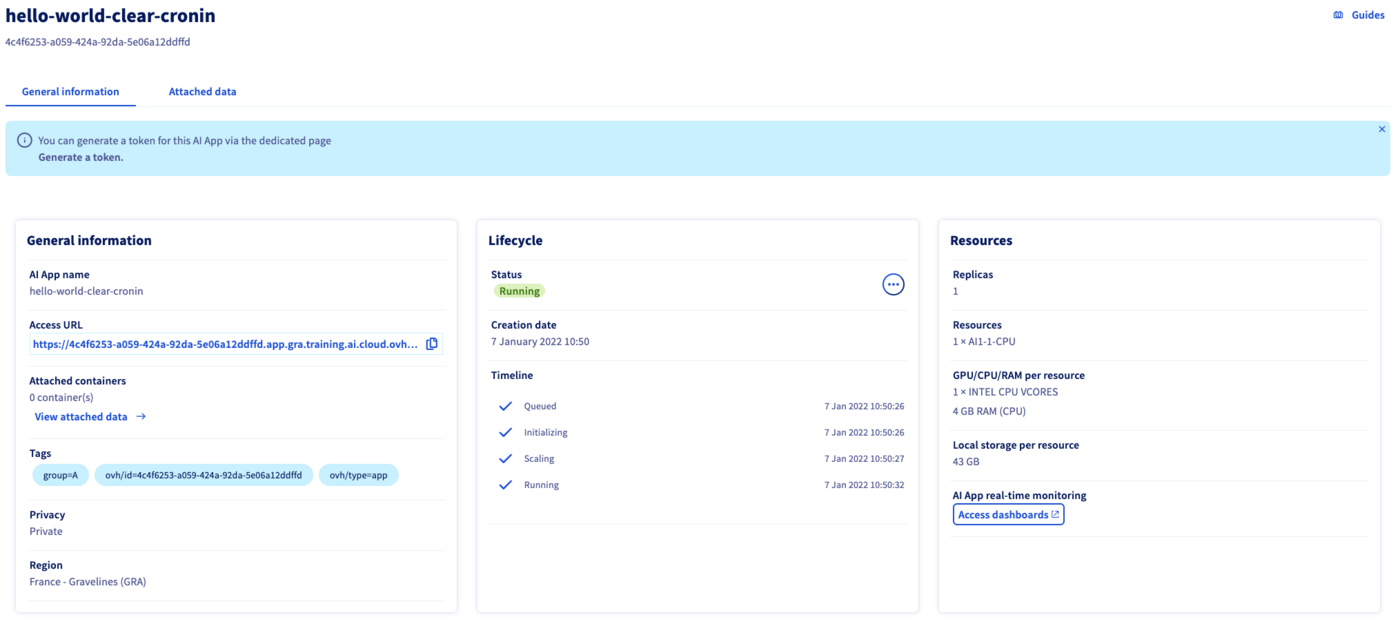 hello-world-clear-cronin
Guides
4c4f6253-a059-424a-92da-5e06a12ddffd
General information
Attached data
You can generate a token for this AI App via the dedicated page
Generate a token.
General information
AI App name
hello-world-clear-cronin
Access URL
https://4c4f6253-a059-424a-92da-5e06a12ddffd.app.gra.training.ai.cloud.ovh...
Attached containers
0 container(s)
View attached data
Tags
group=A
ovh/id=4c4f6253-a059-424a-92da-5e06a12ddffd
ovh/type=app
Privacy
Private
Region
France - Gravelines (GRA)
Lifecycle
Status
Running
Creation date
7 January 2022 10:50
Timeline
Queued 7 Jan 2022 10:50:26
Initializing 7 Jan 2022 10:50:26
Scaling 7 Jan 2022 10:50:27
Running 7 Jan 2022 10:50:32
Resources
Replicas
1
Resources
1 × AI1-1-CPU
GPU/CPU/RAM per resource
1 × INTEL CPU VCORES
4 GB RAM (CPU)
Local storage per resource
43 GB
AI App real-time monitoring
Access dashboards